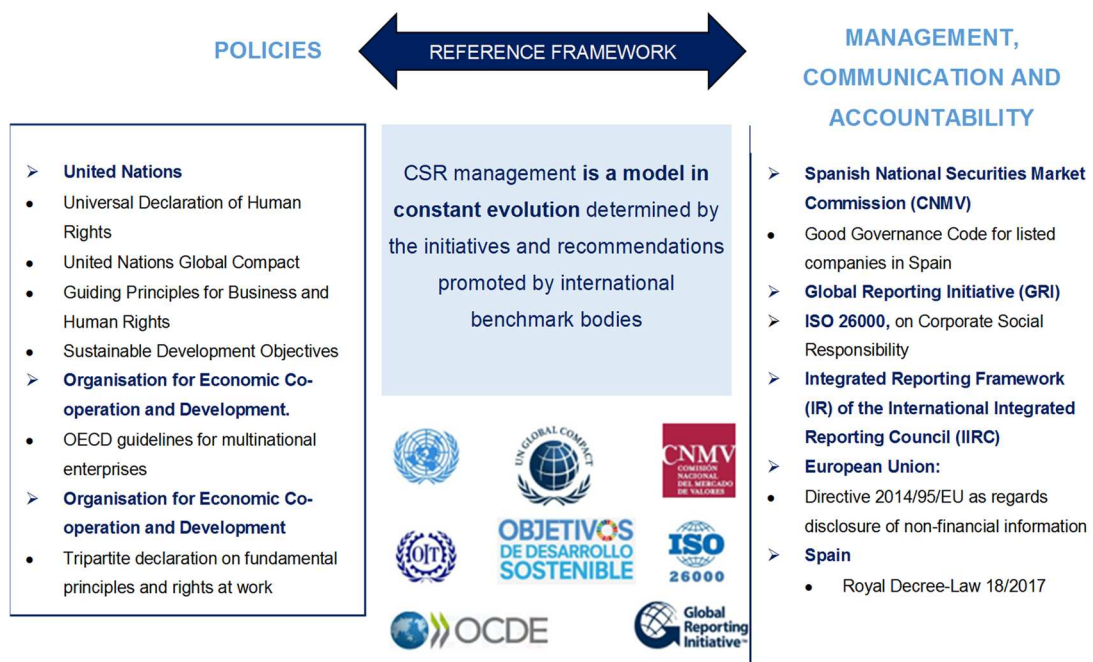 POLICIES
REFERENCE FRAMEWORK
MANAGEMENT,
COMMUNICATION AND
ACCOUNTABILITY
➢ United Nations
• Universal Declaration of Human
Rights
• United Nations Global Compact
• Guiding Principles for Business and
Human Rights
• Sustainable Development Objectives
➢ Organisation for Economic Co-
operation and Development.
• OECD guidelines for multinational
enterprises
➢ Organisation for Economic Co-
operation and Development
• Tripartite declaration on fundamental
principles and rights at work
CSR management is a model in
constant evolution determined by
the initiatives and recommendations
promoted by international
benchmark bodies
UN GLOBAL COMPACT
CNMV
COMISIÓN
NACIONAL
DEL MERCADO
DE VALORES
OIT
OBJETIVOS
DE DESARROLLO
SOSTENIBLE
ISO
26000
OCDE
Global
Reporting
Initiative™
➢ Spanish National Securities Market
Commission (CNMV)
• Good Governance Code for listed
companies in Spain
➢ Global Reporting Initiative (GRI)
➢ ISO 26000, on Corporate Social
Responsibility
➢ Integrated Reporting Framework
(IR) of the International Integrated
Reporting Council (IIRC)
➢ European Union:
• Directive 2014/95/EU as regards
disclosure of non-financial information
➢ Spain
• Royal Decree-Law 18/2017